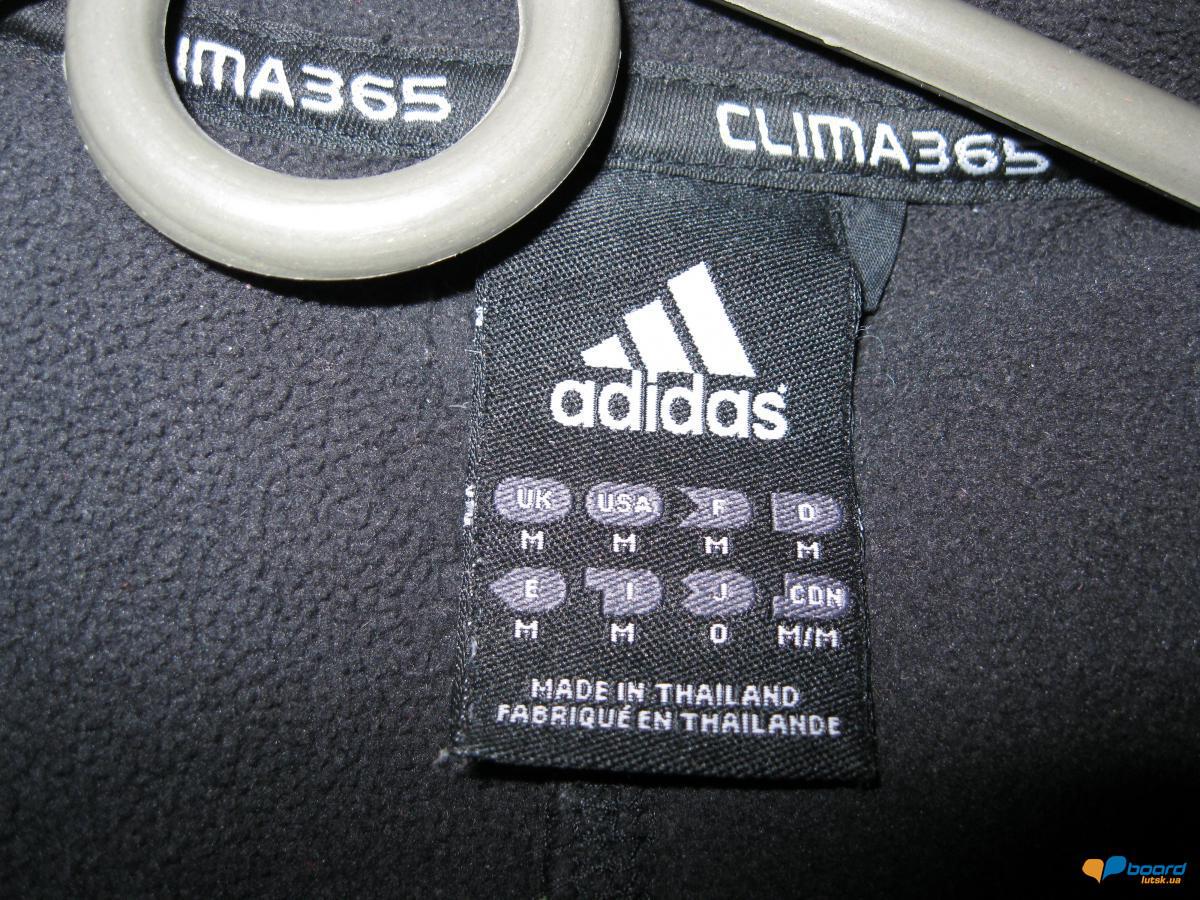 IMA365
CLIMA365
adidas
UK USA F D
M M M M
E I J CDN
M M O M/M
MADE IN THAILAND
FABRIQUÉ EN THAILANDE
board
lutsk.ua